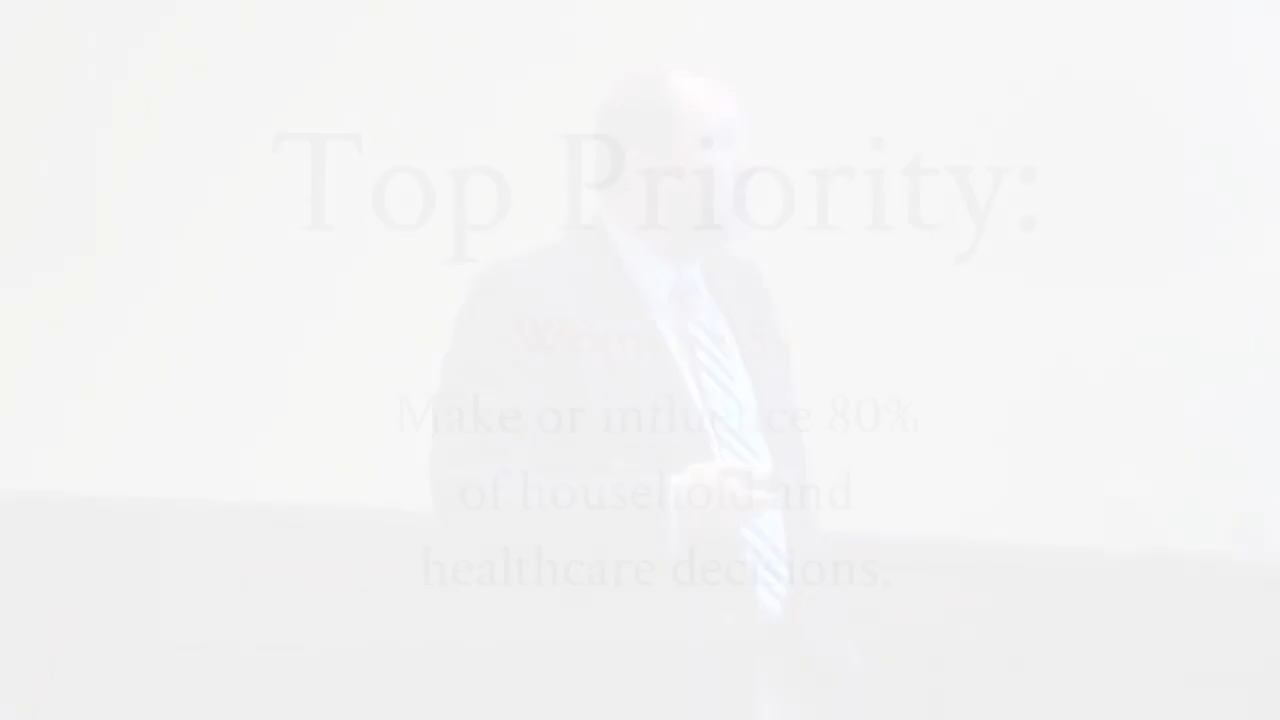 Top Priority:
Make or influence 80%
of household and
healthcare decisions.